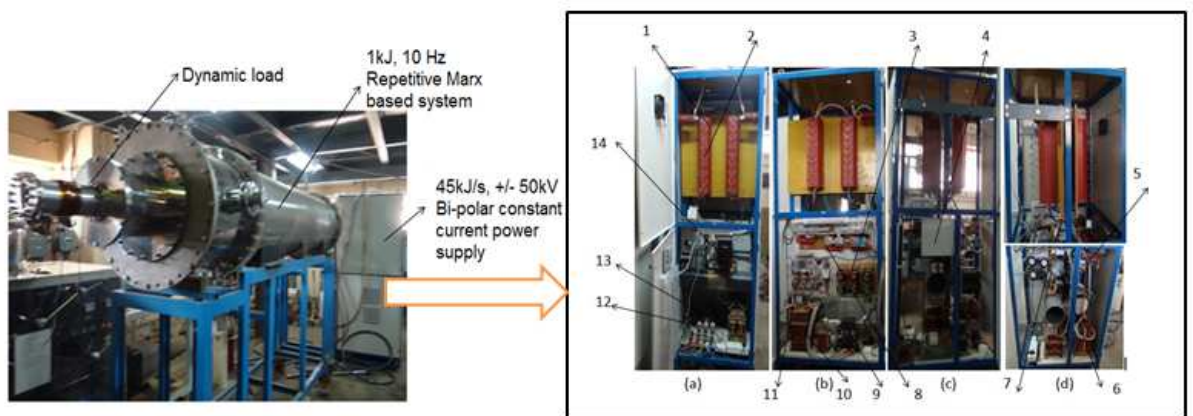 Dynamic load
1kJ, 10 Hz
Repetitive Marx
based system
45kJ/s, +/- 50kV
Bi-polar constant
current power
supply
1
2
3
4
14
5
13
12
(a)
(b)
(c)
(d)
11
10
9
8
7
6